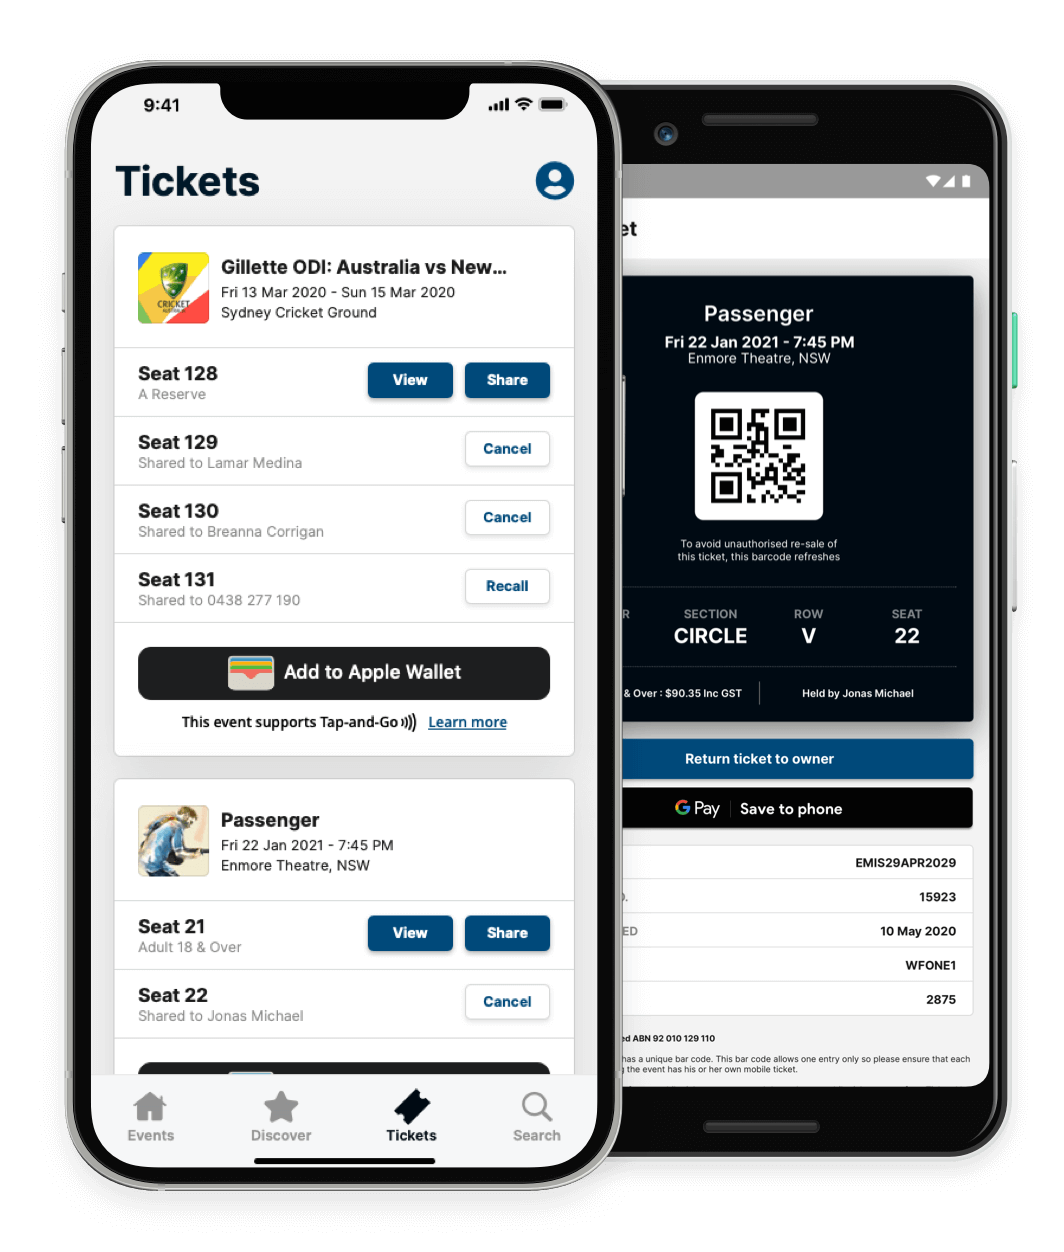 9:41
Tickets
CRICKET
AUSTRALIA
Gillette ODI: Australia vs New...
Fri 13 Mar 2020 - Sun 15 Mar 2020
Sydney Cricket Ground
Seat 128
A Reserve
View
Share
Seat 129
Shared to Lamar Medina
Cancel
Seat 130
Shared to Breanna Corrigan
Cancel
Seat 131
Shared to 0438 277 190
Recall
Add to Apple Wallet
This event supports Tap-and-Go Learn more
Passenger
Fri 22 Jan 2021 - 7:45 PM
Enmore Theatre, NSW
Seat 21
Adult 18 & Over
View
Share
Seat 22
Shared to Jonas Michael
Cancel
Events
Discover
Tickets
Search
et
Passenger
Fri 22 Jan 2021 - 7:45 PM
Enmore Theatre, NSW
To avoid unauthorised re-sale of
this ticket, this barcode refreshes
R SECTION ROW SEAT
CIRCLE V 22
& Over : $90.35 Inc GST
Held by Jonas Michael
Return ticket to owner
G Pay Save to phone
EMIS29APR2029
15923
ED 10 May 2020
WFONE1
2875
ed ABN 92 010 129 110
has a unique bar code. This bar code allows one entry only so please ensure that each
the event has his or her own mobile ticket.